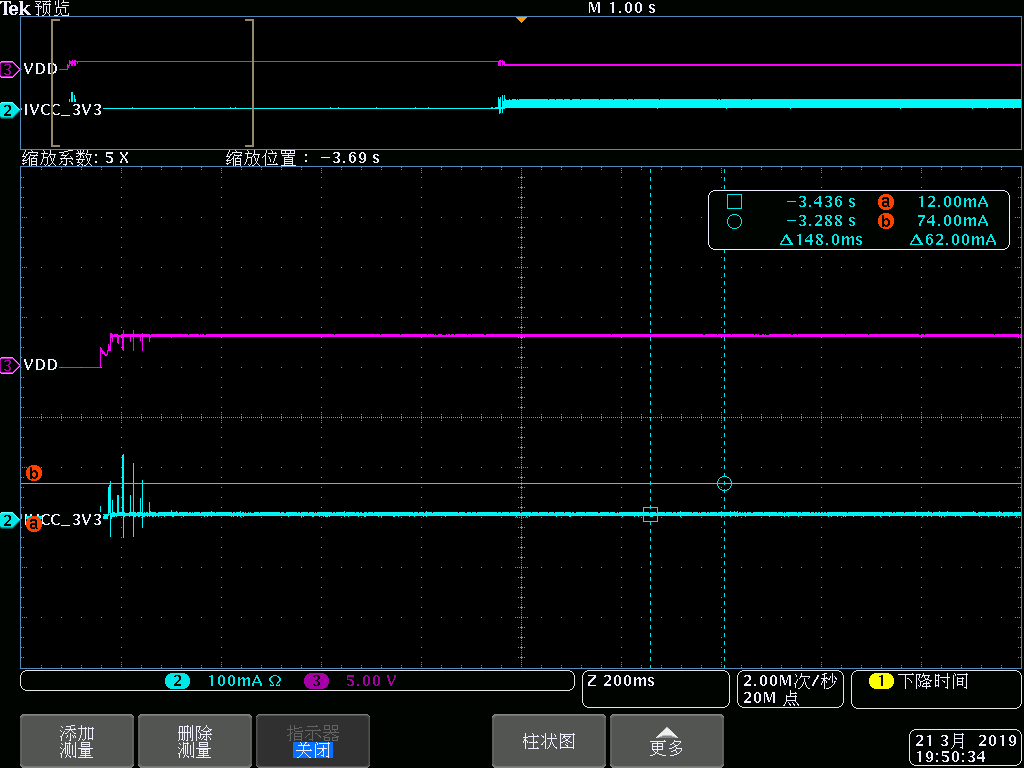 Tek 预览 M 1.00 s
3 VDD
2 IVCC_3V3
缩放系数: 5 X 缩放位置: −3.69 s
−3.436 s a 12.00mA
−3.288 s b 74.00mA
Δ148.0ms Δ62.00mA
3 VDD
b
2 a CC_3V3
2 100mA Ω 3 5.00 V
Z 200ms
2.00M次/秒
20M 点
1 下降时间
添加
测量
删除
测量
指示器
关闭
柱状图
更多
21 3月 2019
19:50:34